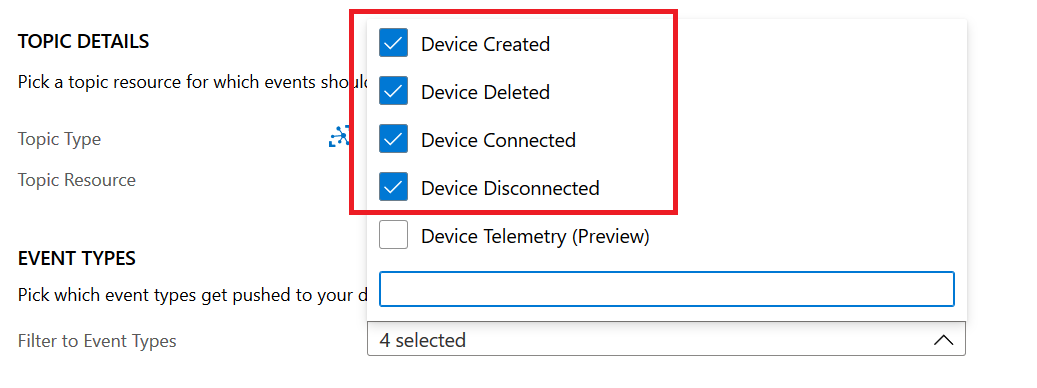 TOPIC DETAILS
Pick a topic resource for which events should
Topic Type
Topic Resource
Device Created
Device Deleted
Device Connected
Device Disconnected
Device Telemetry (Preview)
EVENT TYPES
Pick which event types get pushed to your d
Filter to Event Types
4 selected